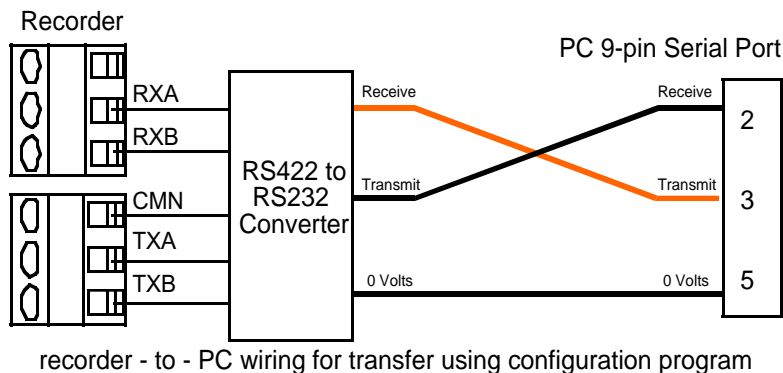 Recorder
PC 9-pin Serial Port
RXA
RXB
CMN
TXA
TXB
RS422 to
RS232
Converter
Receive
Transmit
0 Volts
Receive
Transmit
0 Volts
2
3
5
recorder - to - PC wiring for transfer using configuration program